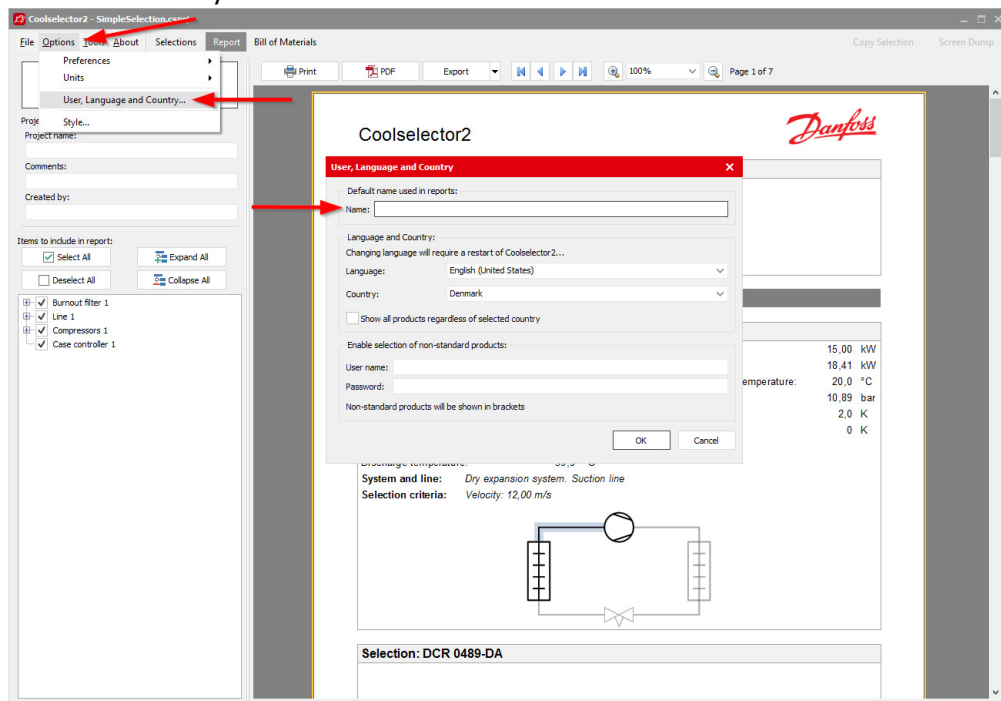 Coolselector2 - SimpleSelection.csprj
File Options Tools About Selections Report Bill of Materials Copy Selection Screen Dump
Preferences
Units
User, Language and Country...
Style...
Print PDF Export 100% Page 1 of 7
Project name:
Comments:
Created by:
Items to include in report:
Select All Expand All
Deselect All Collapse All
Burnout filter 1
Line 1
Compressors 1
Case controller 1
Coolselector2
Danfoss
User, Language and Country
Default name used in reports:
Name:
Language and Country:
Changing language will require a restart of Coolselector2...
Language: English (United States)
Country: Denmark
Show all products regardless of selected country
Enable selection of non-standard products:
User name:
Password:
Non-standard products will be shown in brackets
OK Cancel
15,00 kW
18,41 kW
emperature: 20,0 °C
10,89 bar
2,0 K
0 K
System and line: Dry expansion system. Suction line
Selection criteria: Velocity: 12,00 m/s
Selection: DCR 0489-DA